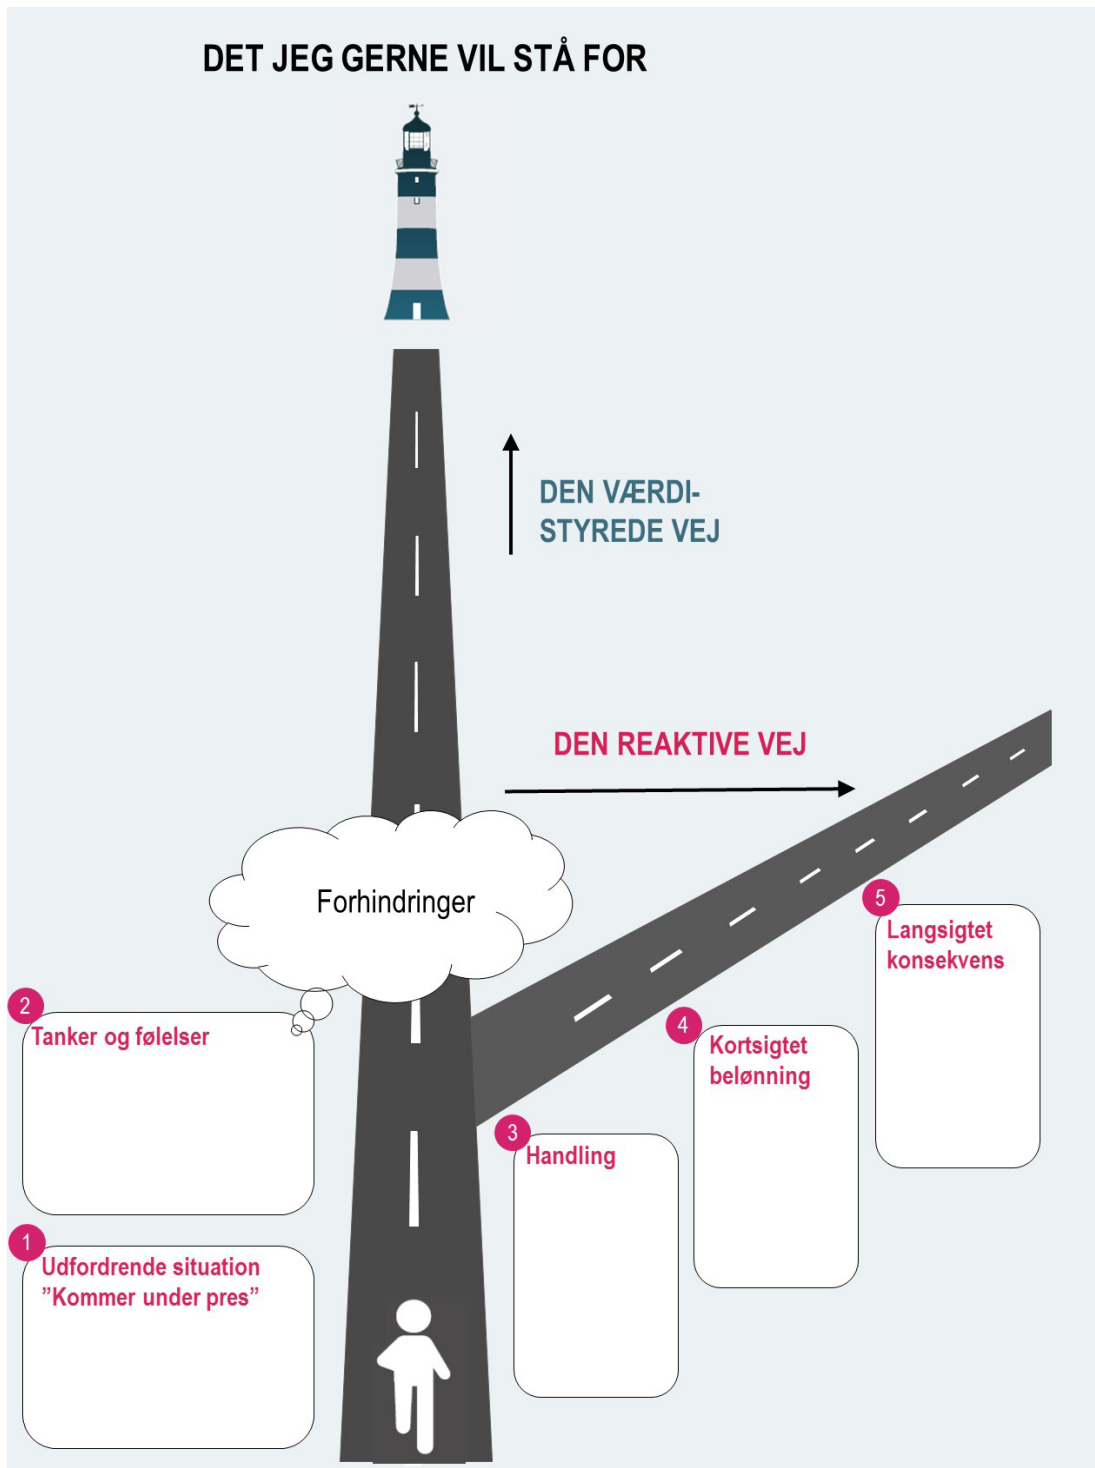 DET JEG GERNE VIL STÅ FOR
DEN VÆRDI-
STYREDE VEJ
DEN REAKTIVE VEJ
Forhindringer
5
Langsigtet
konsekvens
2
Tanker og følelser
4
Kortsigtet
belønning
3
Handling
1
Udfordrende situation
”Kommer under pres”